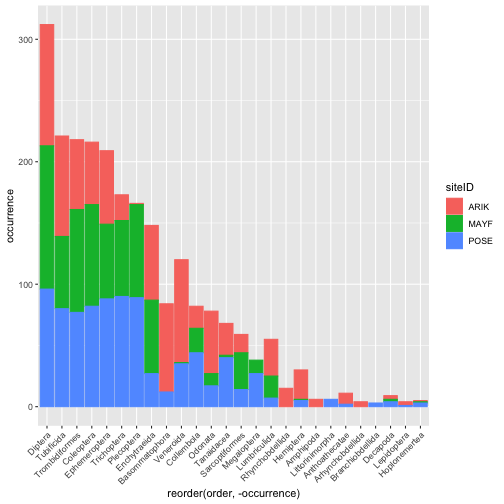 300
200
100
0
occurrence
Diptera
Tubificida
Trombidiformes
Coleoptera
Ephemeroptera
Trichoptera
Plecoptera
Enchytraeida
Basommatophora
Veneroida
Collembola
Odonata
Tanaidacea
Sarcoptiformes
Megaloptera
Lumbriculida
Rhynchobdellida
Hemiptera
Amphipoda
Littorinimorpha
Anthoathecatae
Arhynchobdellida
Branchiobdellida
Decapoda
Lepidoptera
Hoplonemertea
reorder(order, -occurrence)
siteID
ARIK
MAYF
POSE